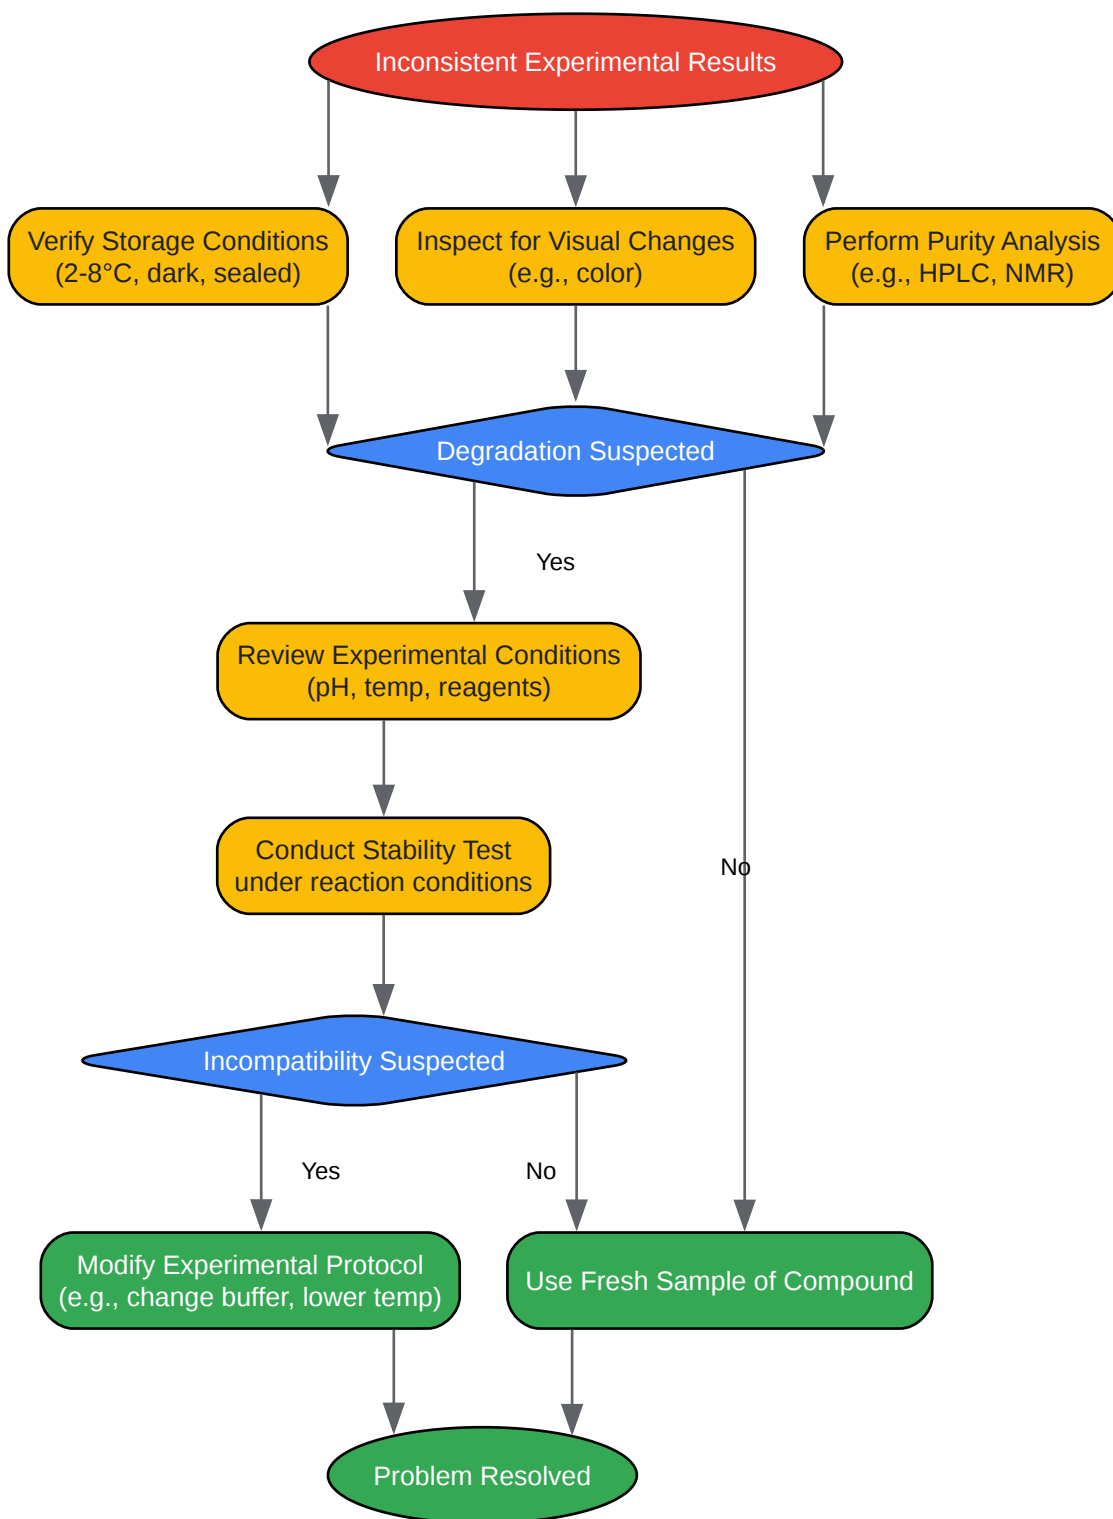 Inconsistent Experimental Results
Verify Storage Conditions
(2-8°C, dark, sealed)
Inspect for Visual Changes
(e.g., color)
Perform Purity Analysis
(e.g., HPLC, NMR)
Degradation Suspected
Yes
Review Experimental Conditions
(pH, temp, reagents)
Conduct Stability Test
under reaction conditions
No
Incompatibility Suspected
Yes
No
Modify Experimental Protocol
(e.g., change buffer, lower temp)
Use Fresh Sample of Compound
Problem Resolved